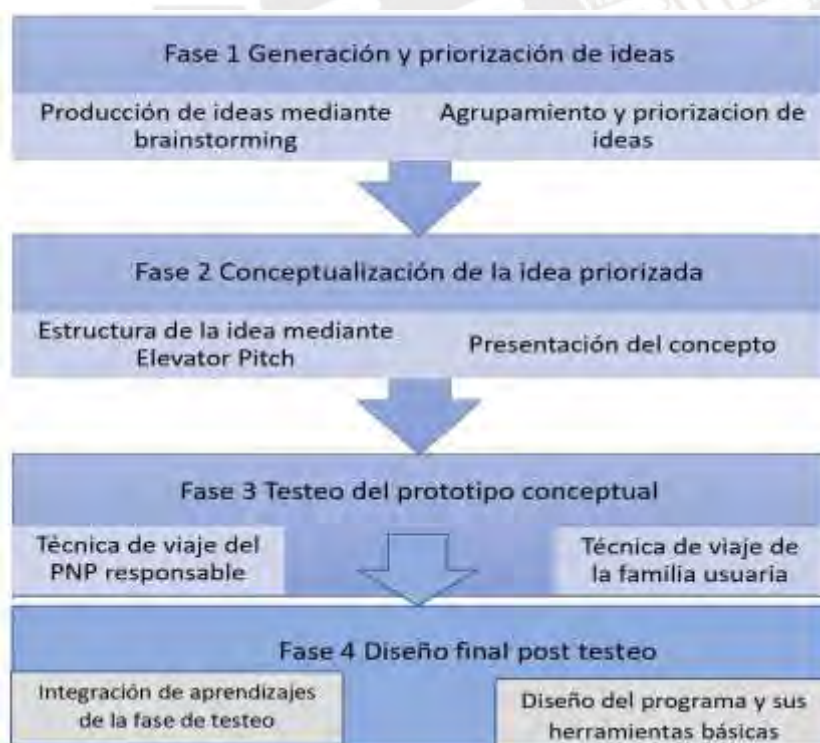 Fase 1 Generación y priorización de ideas
Producción de ideas mediante
brainstorming
Agrupamiento y priorizacion de
ideas
Fase 2 Conceptualización de la idea priorizada
Estructura de la idea mediante
Elevator Pitch
Presentación del concepto
Fase 3 Testeo del prototipo conceptual
Técnica de viaje del
PNP responsable
Técnica de viaje de
la familia usuaria
Fase 4 Diseño final post testeo
Integración de aprendizajes
de la fase de testeo
Diseño del programa y sus
herramientas básicas